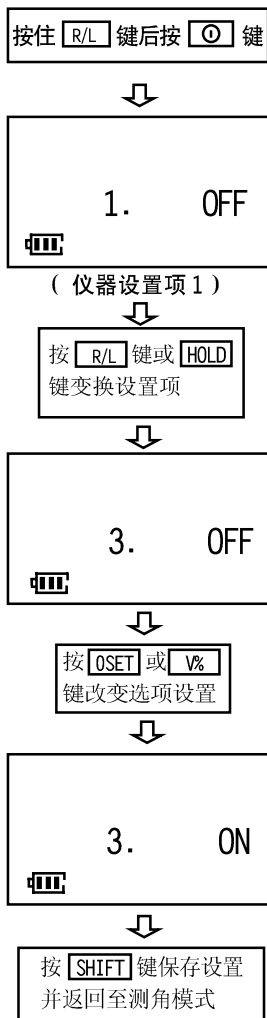 按住 R/L 键后按 键
1. OFF
( 仪器设置项1 )
按 R/L 键或 HOLD
键变换设置项
3. OFF
按 OSET 或 V%
键改变选项设置
3. ON
按 SHIFT 键保存设置
并返回至测角模式